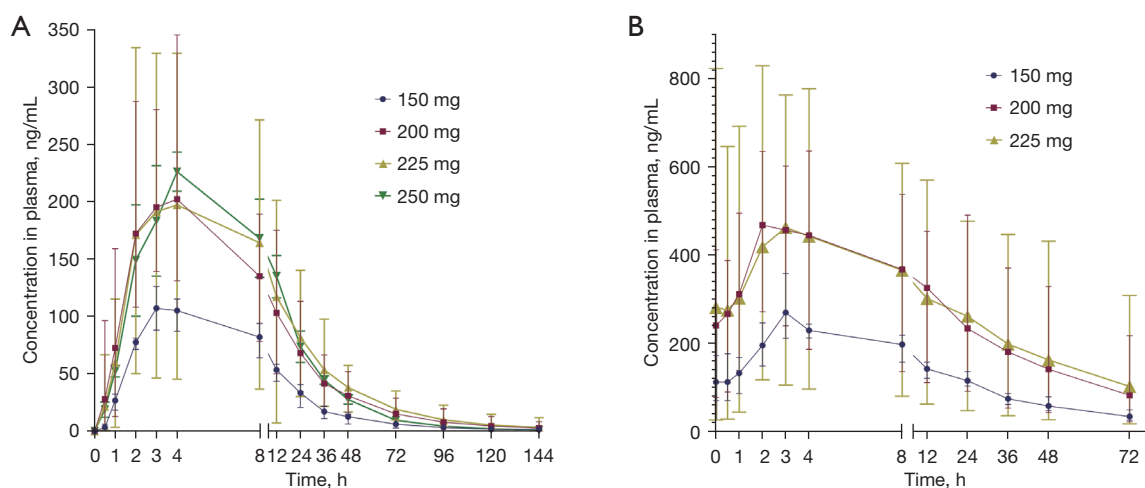 A
Concentration in plasma, ng/mL
350
300
250
200
150
100
50
0
150 mg
200 mg
225 mg
250 mg
0 1 2 3 4 8 12 24 36 48 72 96 120 144
Time, h
B
Concentration in plasma, ng/mL
800
600
400
200
0
150 mg
200 mg
225 mg
0 1 2 3 4 8 12 24 36 48 72
Time, h